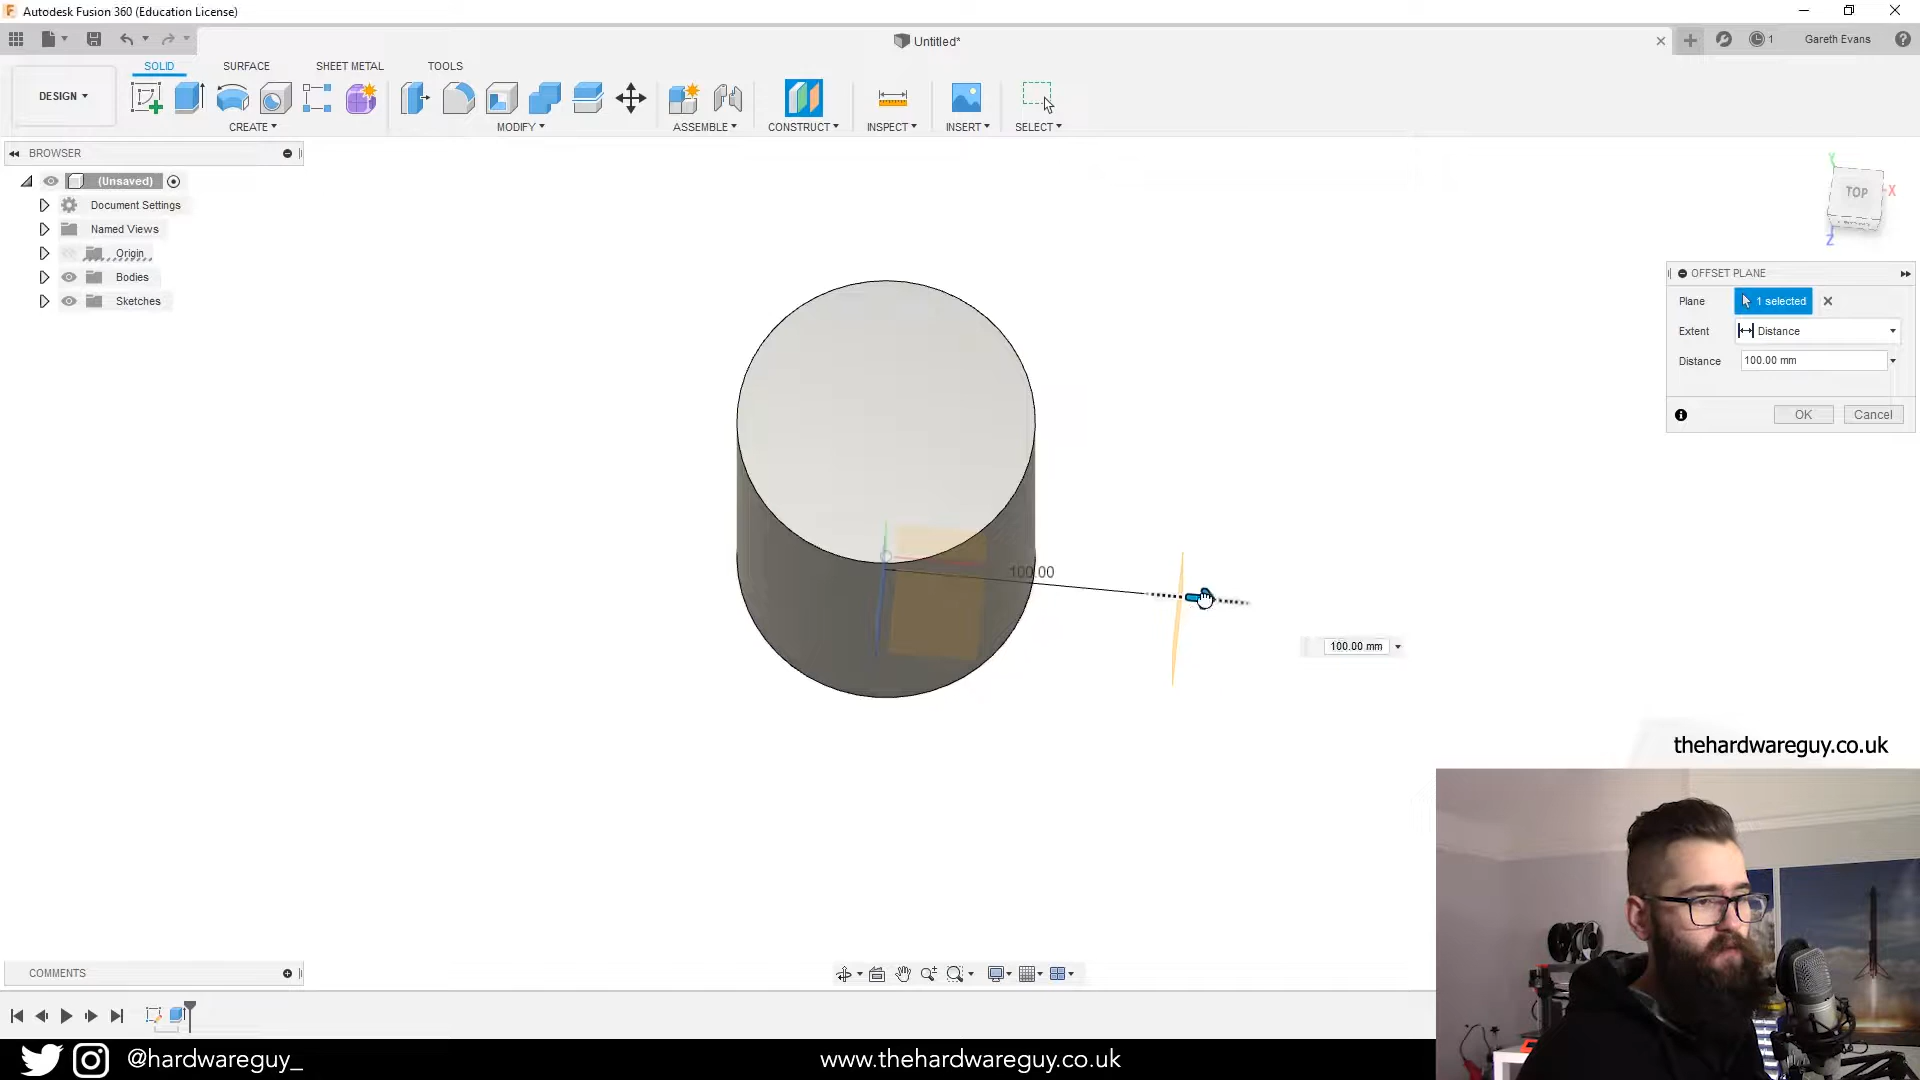 Autodesk Fusion 360 (Education License)
Untitled*
1
Gareth Evans
DESIGN
SOLID
SURFACE
SHEET METAL
TOOLS
CREATE
MODIFY
ASSEMBLE
CONSTRUCT
INSPECT
INSERT
SELECT
BROWSER
(Unsaved)
Document Settings
Named Views
Origin
Bodies
Sketches
Y
TOP
X
Z
OFFSET PLANE
Plane
1 selected
Extent
Distance
Distance
100.00 mm
OK
Cancel
100.00
100.00 mm
thehardwareguy.co.uk
COMMENTS
@hardwareguy_
www.thehardwareguy.co.uk